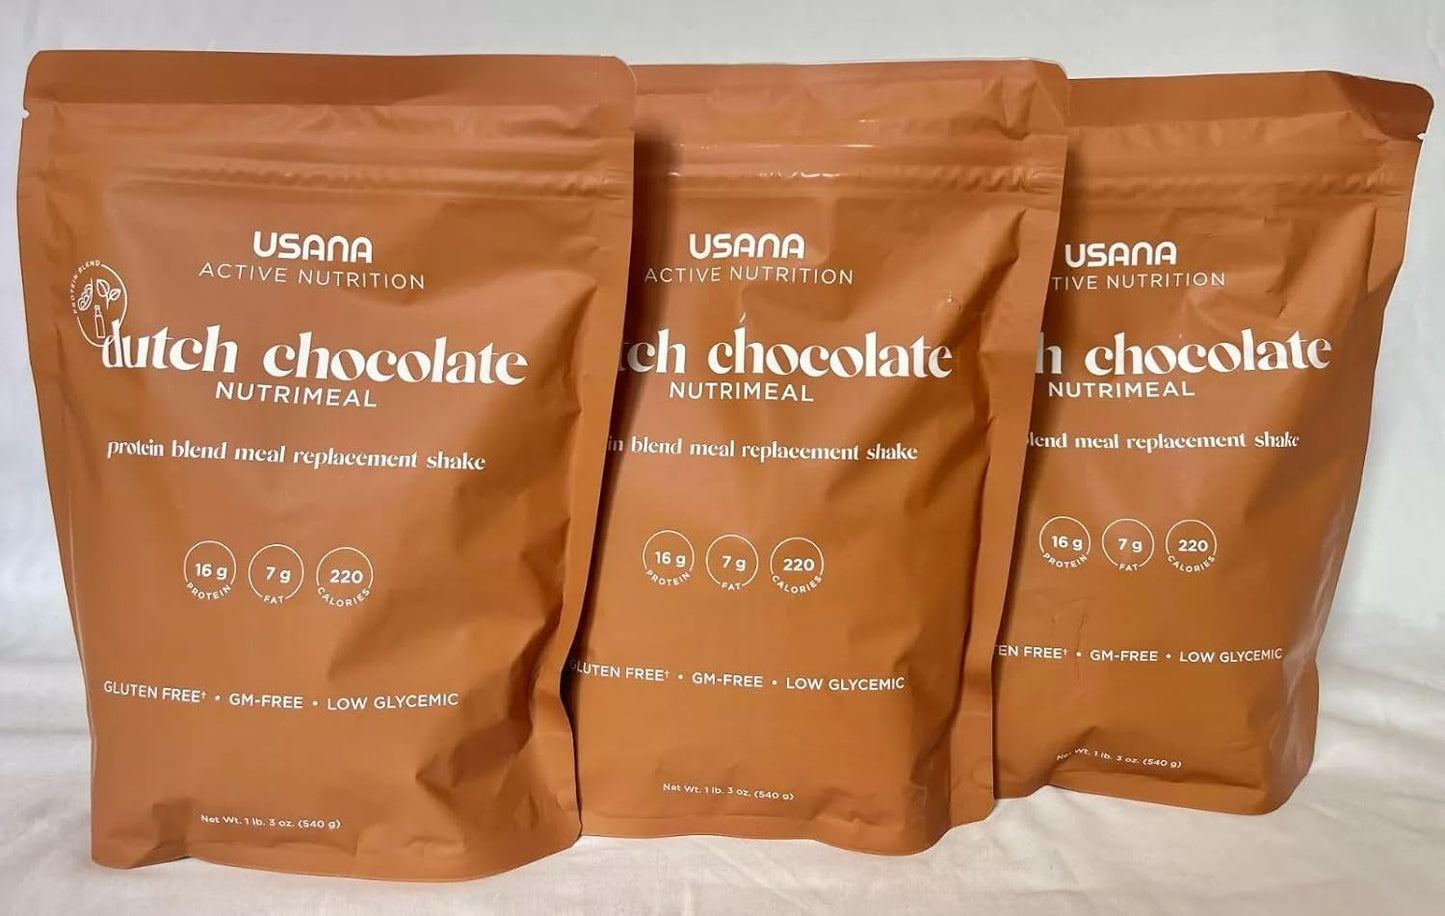 USANA
ACTIVE NUTRITION
PROTEIN BLEND
dutch chocolate
NUTRIMEAL
protein blend meal replacement shake
16 g PROTEIN
7 g FAT
220 CALORIES
GLUTEN FREE† • GM-FREE • LOW GLYCEMIC
Net Wt. 1 lb. 3 oz. (540 g)
USANA
ACTIVE NUTRITION
ch chocolate
NUTRIMEAL
in blend meal replacement shake
16 g PROTEIN
7 g FAT
220 CALORIES
GLUTEN FREE† • GM-FREE • LOW GLYCEMIC
Net Wt. 1 lb. 3 oz. (540 g)
USANA
TIVE NUTRITION
h chocolate
NUTRIMEAL
lend meal replacement shake
16 g PROTEIN
7 g FAT
220 CALORIES
EN FREE† • GM-FREE • LOW GLYCEMIC
Net Wt. 1 lb. 3 oz. (540 g)